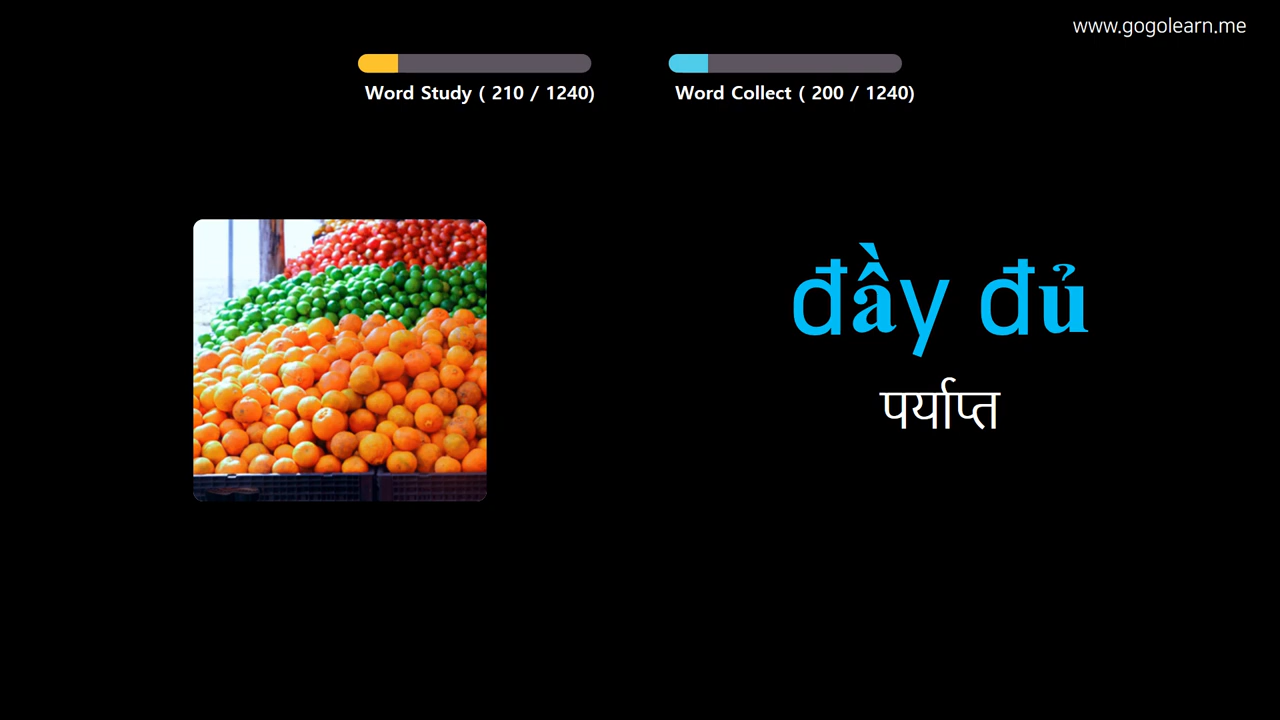 www.gogolearn.me
Word Study ( 210 / 1240)
Word Collect ( 200 / 1240)
đầy đủ
पर्याप्त